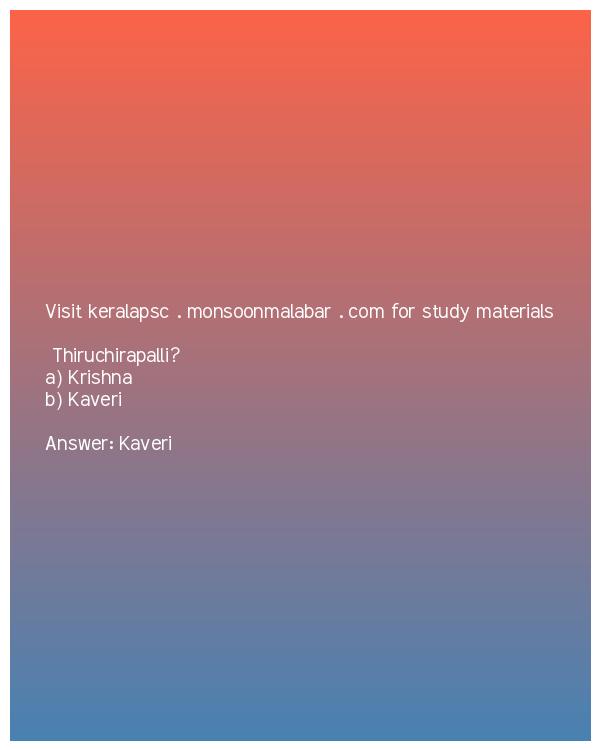 Visit keralapsc . monsoonmalabar . com for study materials
Thiruchirapalli?
a) Krishna
b) Kaveri
Answer: Kaveri